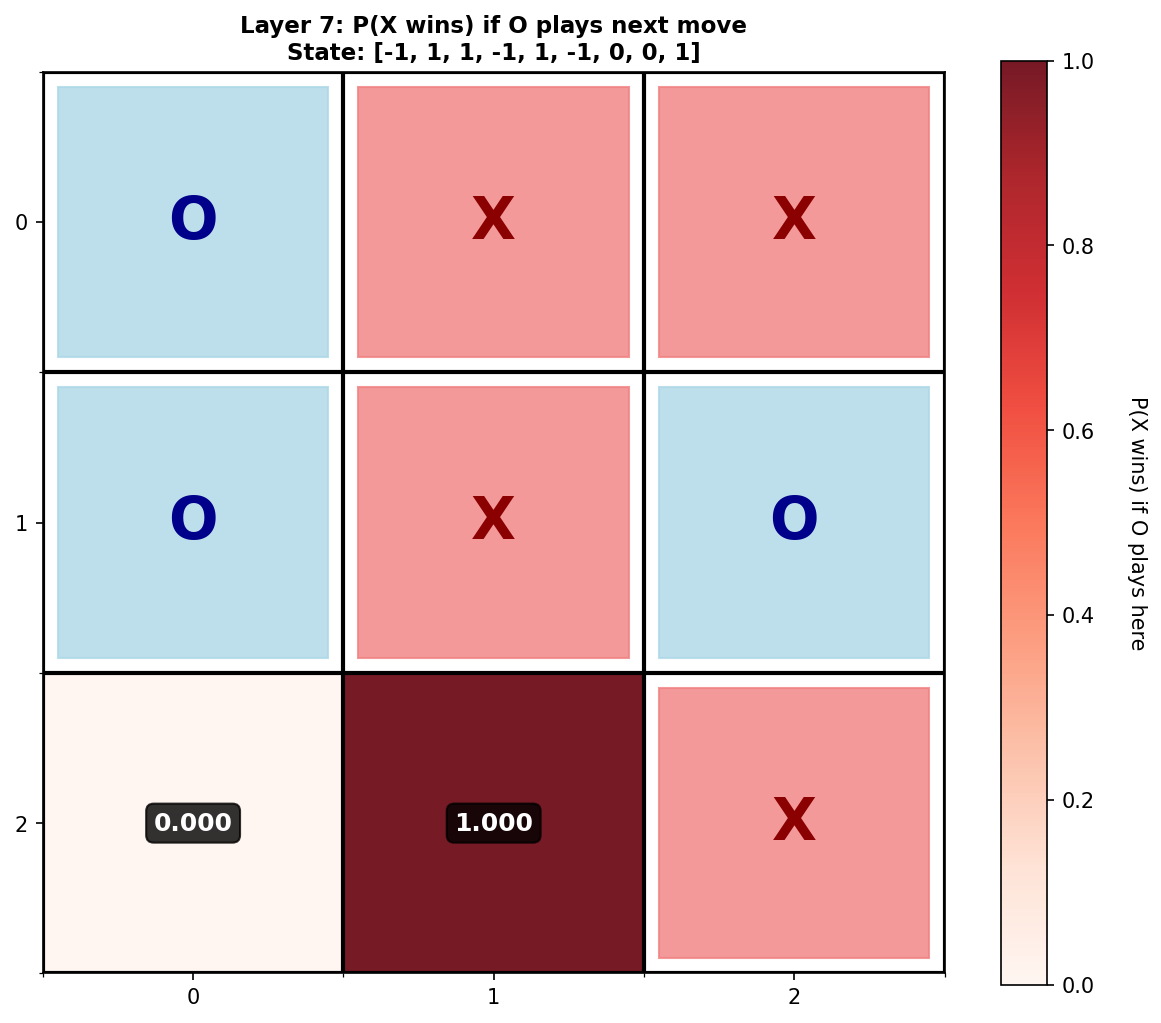 Layer 7: P(X wins) if O plays next move
State: [-1, 1, 1, -1, 1, -1, 0, 0, 1]
O X X
O X O
0.000 1.000 X
0
1
2
0 1 2
1.0
0.8
0.6
0.4
0.2
0.0
P(X wins) if O plays here